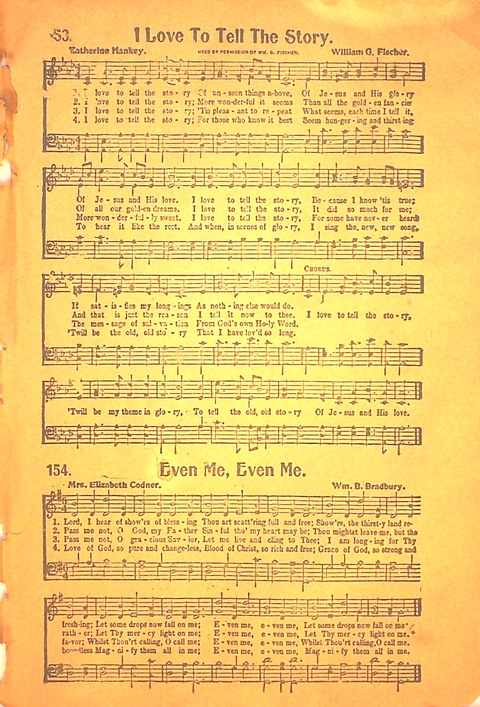 53. I Love To Tell The Story.
Catherine Hankey. USED BY PERMISSION OF WM. G. FISCHER. William G. Fischer.
1. I love to tell the sto - ry Of un - seen things a-bove, Of Je - sus and His glo - ry
2. I love to tell the sto - ry; More won-der-ful it seems Than all the gold - en fan - cies
3. I love to tell the sto - ry; 'Tis pleas-ant to re - peat What seems, each time I tell it,
4. I love to tell the sto - ry; For those who know it best Seem hun-ger-ing and thirst-ing
Of Je - sus and His love. I love to tell the sto - ry, Be - cause I know 'tis true;
Of all our gold-en dreams. I love to tell the sto - ry, It did so much for me;
More won - der - ful - ly sweet. I love to tell the sto - ry, For some have nev - er heard
To hear it like the rest. And when, in scenes of glo - ry, I sing the new, new song,
CHORUS.
It sat - is - fies my long - ings As noth - ing else would do.
And that is just the rea - son I tell it now to thee. I love to tell the sto - ry,
The mes - sage of sal - va - tion From God's own Ho-ly Word.
'Twill be the old, old sto - ry That I have lov'd so long.
'Twill be my theme in glo - ry, - To tell the old, old sto - ry Of Je - sus and His love.
154. Even Me, Even Me.
Mrs. Elizabeth Codner. Wm. B. Bradbury.
1. Lord, I hear of show'rs of bless - ing Thou art scatt'ring full and free; Show'rs, the thirst-y land re-
2. Pass me not, O God, my Fa - ther Sin - ful tho' my heart may be; Thou mightst leave me, but the
3. Pass me not, O gra - cious Sav - ior, Let me live and cling to Thee; I am long - ing for Thy
4. Love of God, so pure and change-less, Blood of Christ, so rich and free; Grace of God, so strong and
fresh-ing; Let some drops now fall on me; E - ven me, e - ven me, Let some drops now fall on me.
rath - er; Let Thy mer - cy light on me; E - ven me, e - ven me, Let Thy mer - cy light on me.
fa - vor; Whilst Thou'rt calling, O call me; E - ven me, e - ven me, Whilst Thou'rt calling, O call me.
boundless Mag - ni - fy them all in me; E - ven me, e - ven me, Mag - ni - fy them all in me.